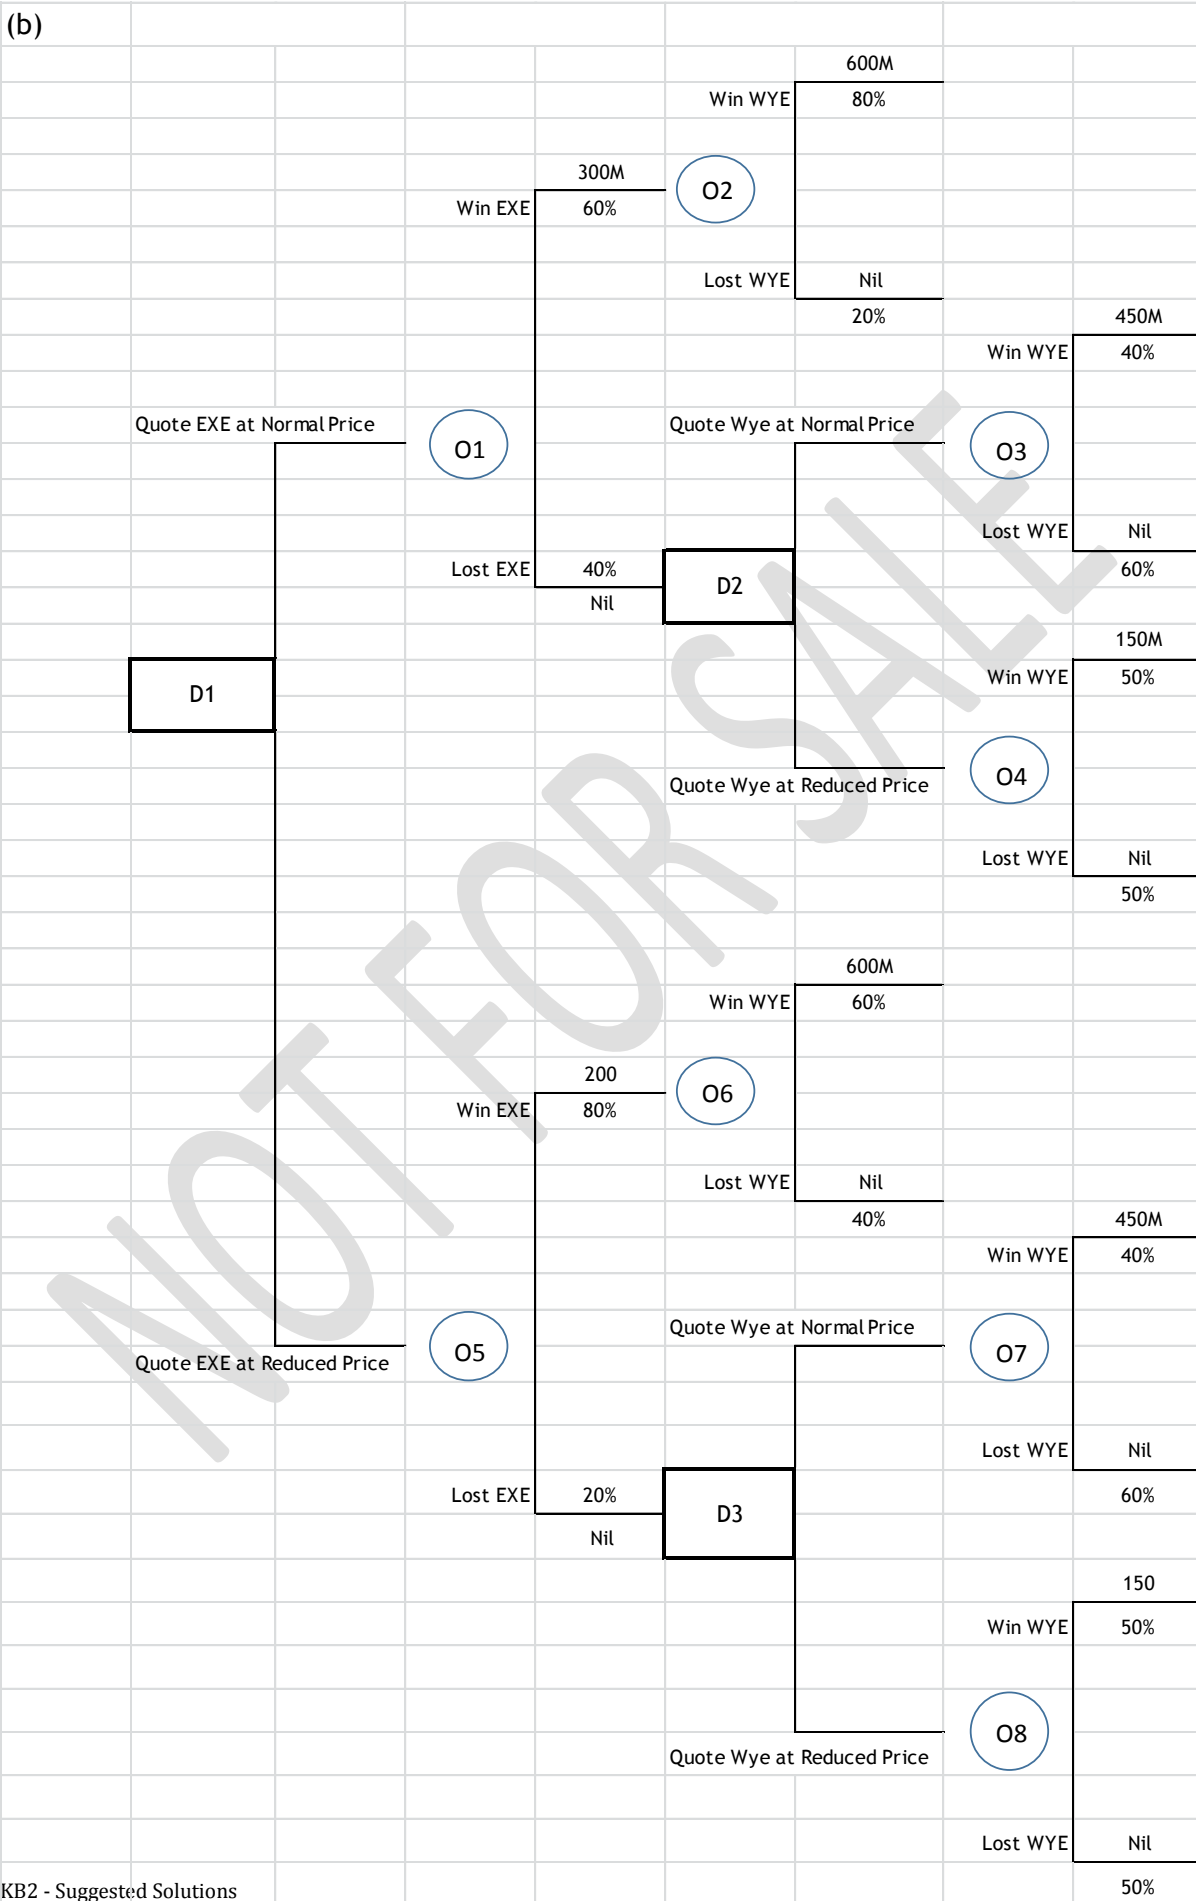 (b)
600M
Win WYE 80%
300M
O2
Win EXE 60%
Lost WYE Nil
20%
450M
Win WYE 40%
Quote EXE at Normal Price
Quote Wye at Normal Price
O1
O3
Lost WYE Nil
Lost EXE 40%
60%
D2
Nil
150M
Win WYE 50%
D1
O4
Quote Wye at Reduced Price
Lost WYE Nil
50%
600M
Win WYE 60%
200
O6
Win EXE 80%
Lost WYE Nil
40%
450M
Win WYE 40%
Quote Wye at Normal Price
O5
O7
Quote EXE at Reduced Price
Lost WYE Nil
Lost EXE 20%
60%
D3
Nil
150
Win WYE 50%
O8
Quote Wye at Reduced Price
Lost WYE Nil
50%
KB2 - Suggested Solutions
NOT FOR SALE